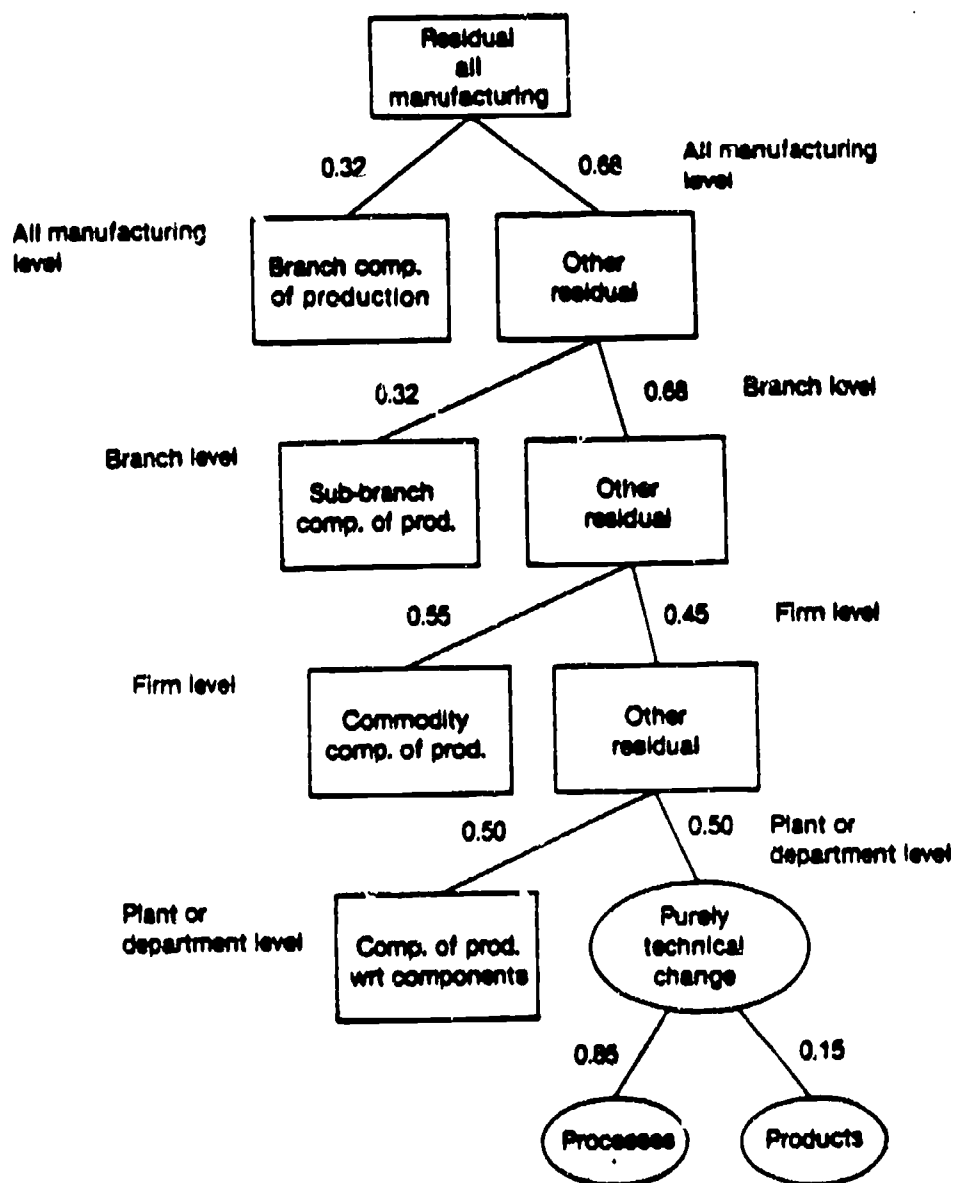 Residual
all
manufacturing
0.32
0.68
All manufacturing
level
All manufacturing
level
Branch comp.
of production
Other
residual
0.32
0.68
Branch level
Branch level
Sub-branch
comp. of prod.
Other
residual
0.55
0.45
Firm level
Firm level
Commodity
comp. of prod.
Other
residual
0.50
0.50
Plant or
department level
Plant or
department level
Comp. of prod.
wrt components
Purely
technical
change
0.85
0.15
Processes
Products